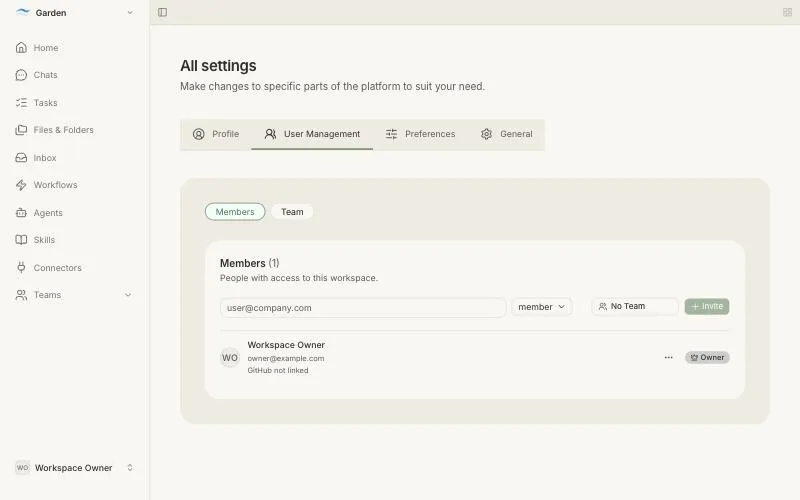 Garden
Home
Chats
Tasks
Files & Folders
Inbox
Workflows
Agents
Skills
Connectors
Teams
WO Workspace Owner
All settings
Make changes to specific parts of the platform to suit your need.
Profile User Management Preferences General
Members Team
Members (1)
People with access to this workspace.
user@company.com member No Team + Invite
WO
Workspace Owner
owner@example.com
GitHub not linked
... Owner